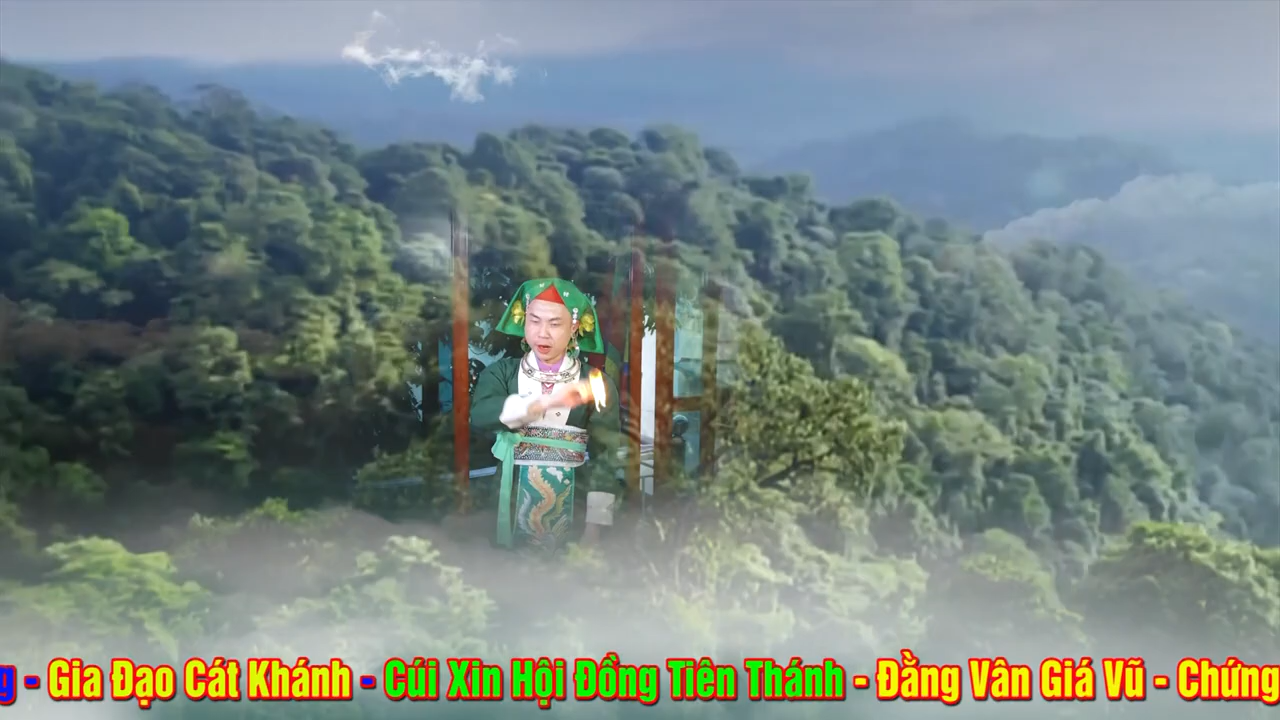 g - Gia Đạo Cát Khánh - Cúi Xin Hội Đồng Tiên Thánh - Đằng Vân Giá Vũ - Chứng